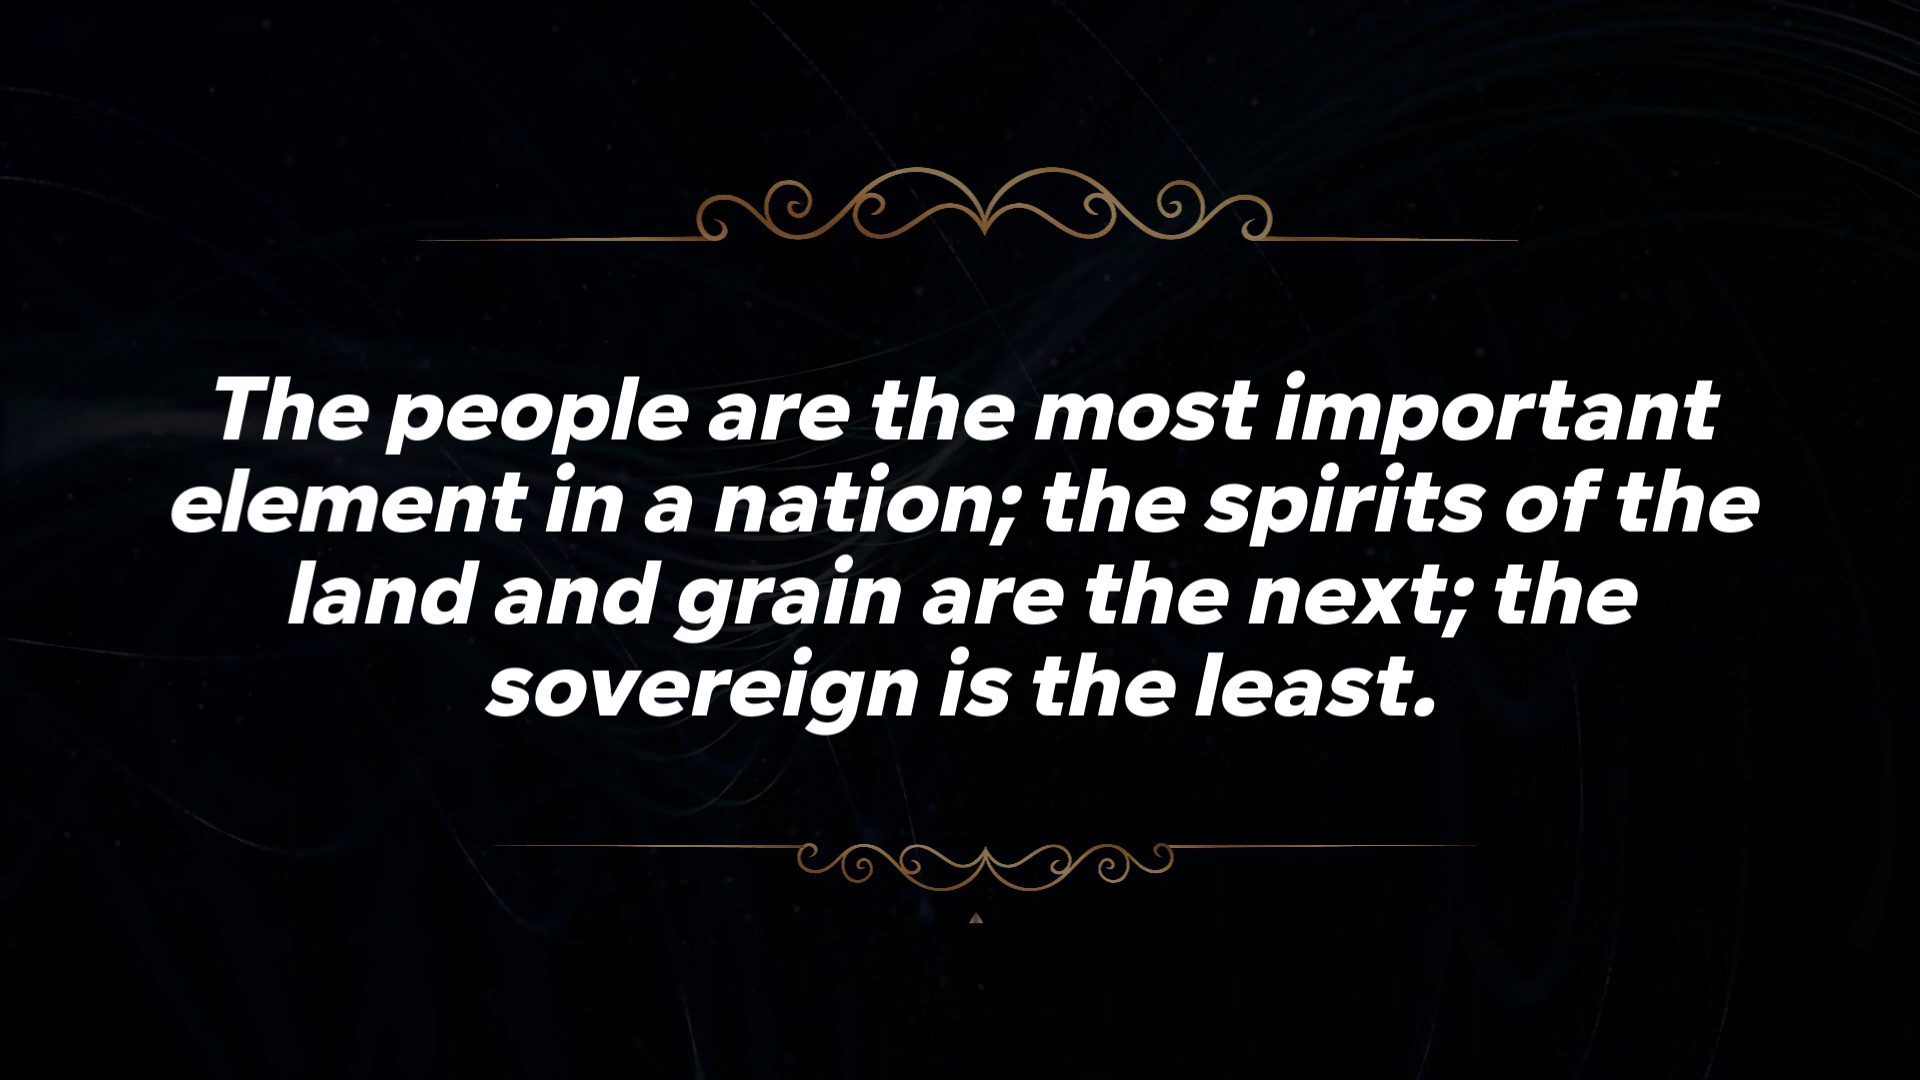 The people are the most important
element in a nation; the spirits of the
land and grain are the next; the
sovereign is the least.